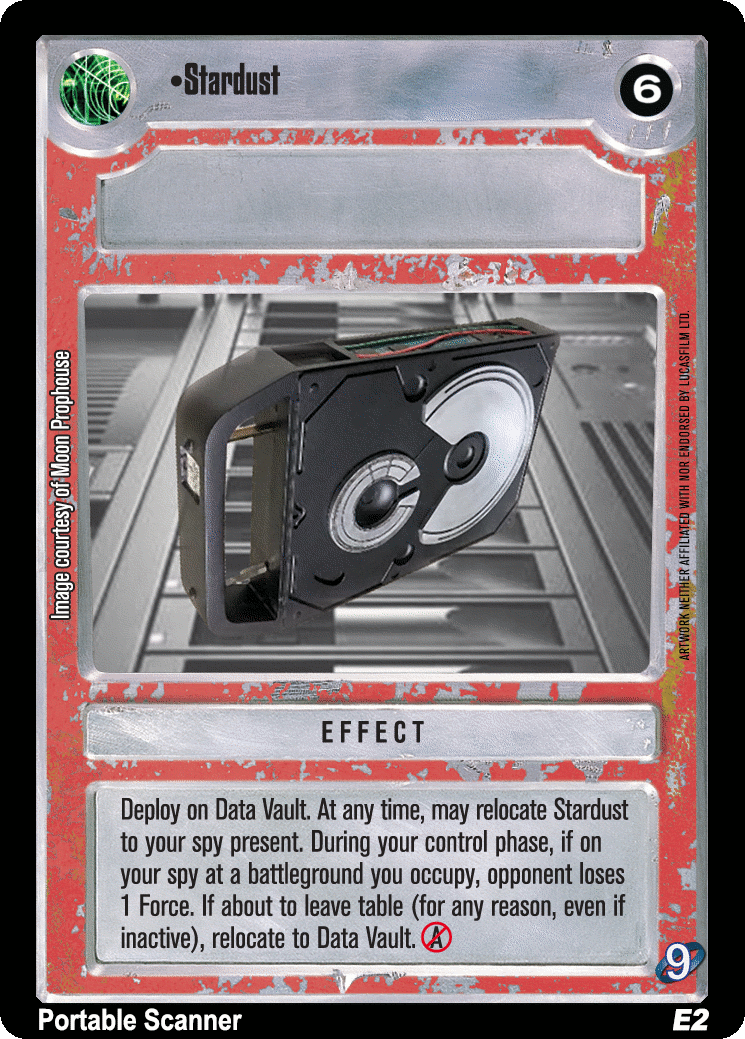 •Stardust
6
Image courtesy of Moon Prophouse
ARTWORK NEITHER AFFILIATED WITH NOR ENDORSED BY LUCASFILM LTD.
EFFECT
Deploy on Data Vault. At any time, may relocate Stardust
to your spy present. During your control phase, if on
your spy at a battleground you occupy, opponent loses
1 Force. If about to leave table (for any reason, even if
inactive), relocate to Data Vault. A
9
Portable Scanner
E2